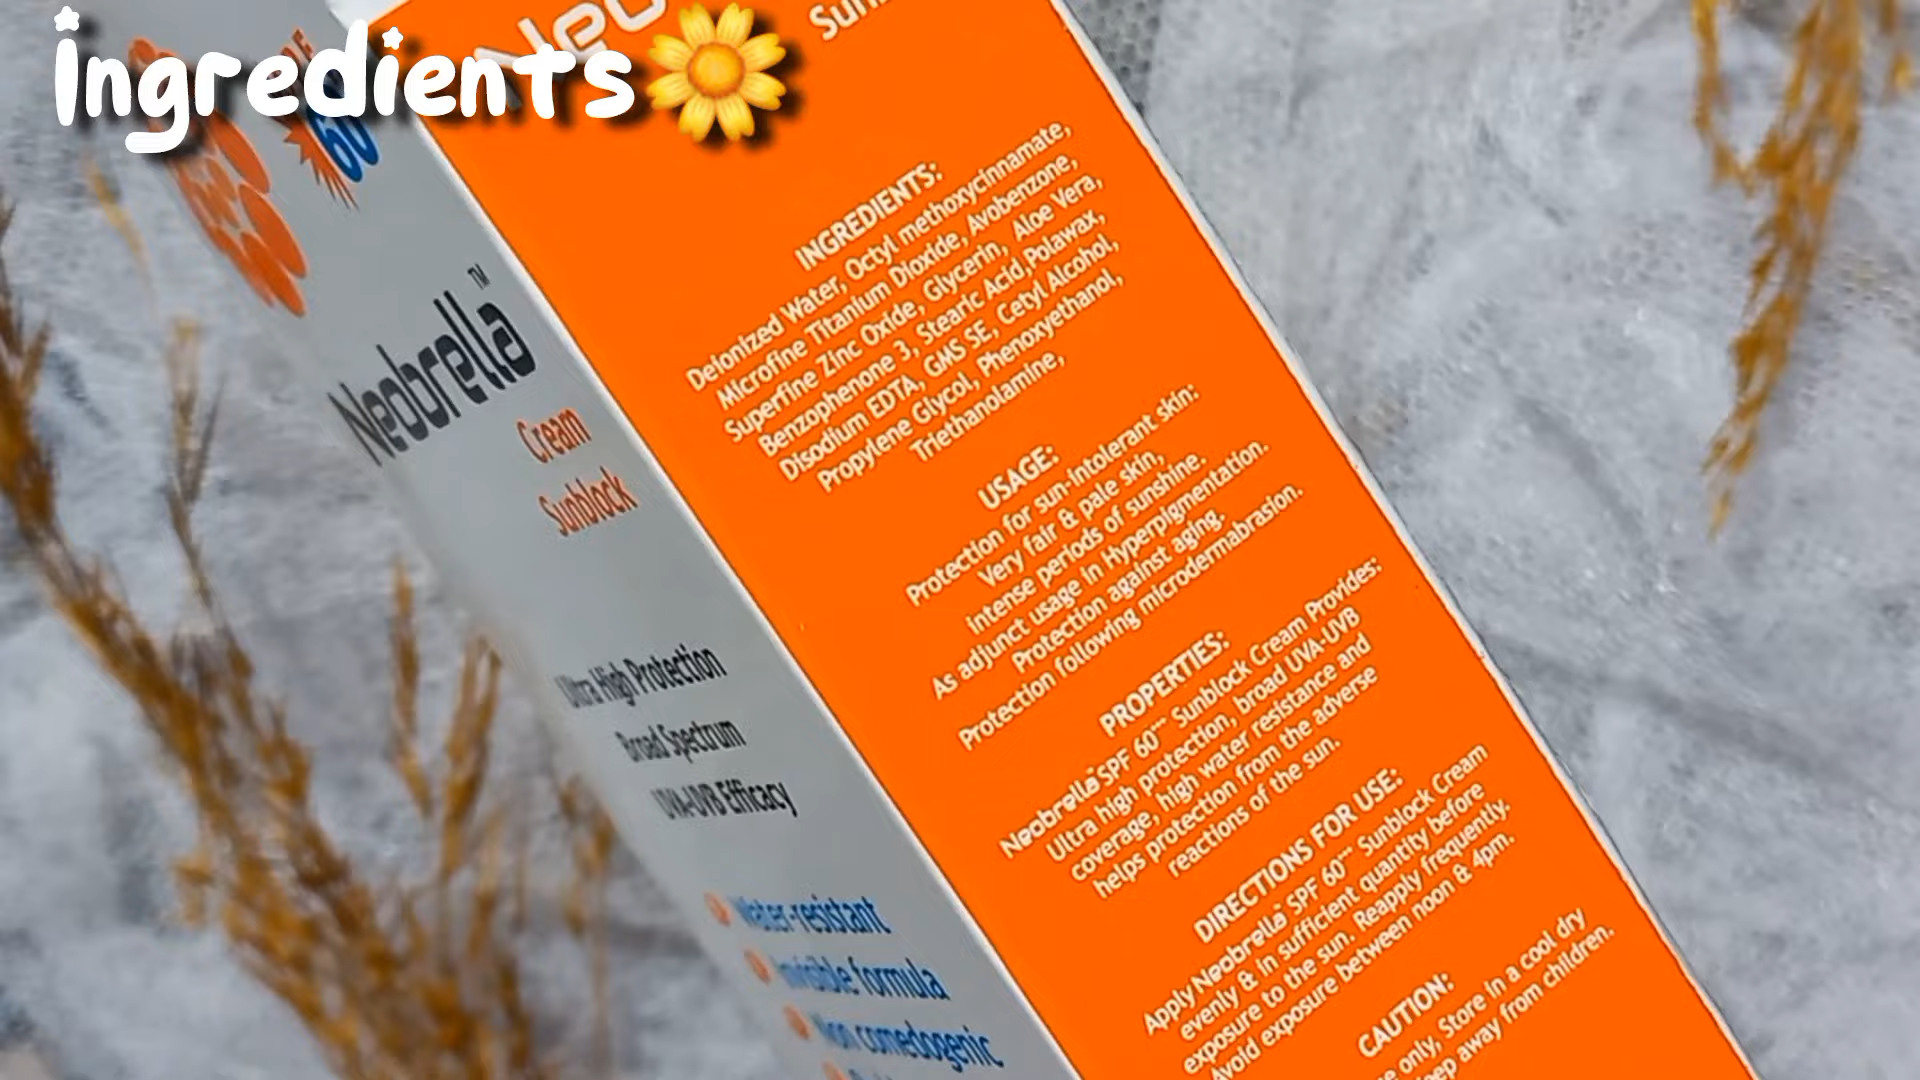 Ingredients
SPF
60
Neobrella™
Cream
Sunblock
Ultra High Protection
Broad Spectrum
UVA-UVB Efficacy
Water-resistant
Invisible formula
Non comedogenic
INGREDIENTS:
Deionized Water, Octyl methoxycinnamate,
Microfine Titanium Dioxide, Avobenzone,
Superfine Zinc Oxide, Glycerin, Aloe Vera,
Benzophenone 3, Stearic Acid,Polawax,
Disodium EDTA, GMS SE, Cetyl Alcohol,
Propylene Glycol, Phenoxyethanol,
Triethanolamine,
USAGE:
Protection for sun-intolerant skin:
Very fair & pale skin,
intense periods of sunshine.
As adjunct usage in Hyperpigmentation.
Protection against aging.
Protection following microdermabrasion.
PROPERTIES:
Neobrella SPF 60+++ Sunblock Cream Provides:
Ultra high protection, broad UVA-UVB
coverage, high water resistance and
helps protection from the adverse
reactions of the sun.
DIRECTIONS FOR USE:
Apply Neobrella SPF 60+++ Sunblock Cream
evenly & in sufficient quantity before
exposure to the sun. Reapply frequently.
Avoid exposure between noon & 4pm.
CAUTION:
only, Store in a cool dry
away from children.